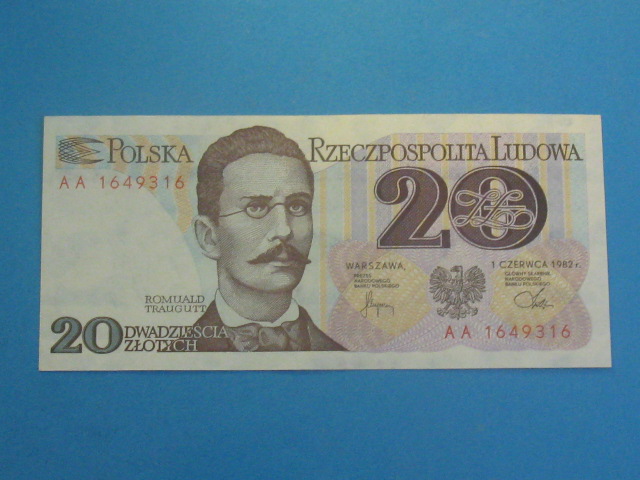 POLSKA RZECZPOSPOLITA LUDOWA
AA 1649316
20
WARSZAWA, 1 CZERWCA 1982 r.
PREZES
NARODOWEGO
BANKU POLSKIEGO
GŁÓWNY SKARBNIK
NARODOWEGO
BANKU POLSKIEGO
ROMUALD
TRAUGUTT
AA 1649316
20 DWADZIEŚCIA
ZŁOTYCH